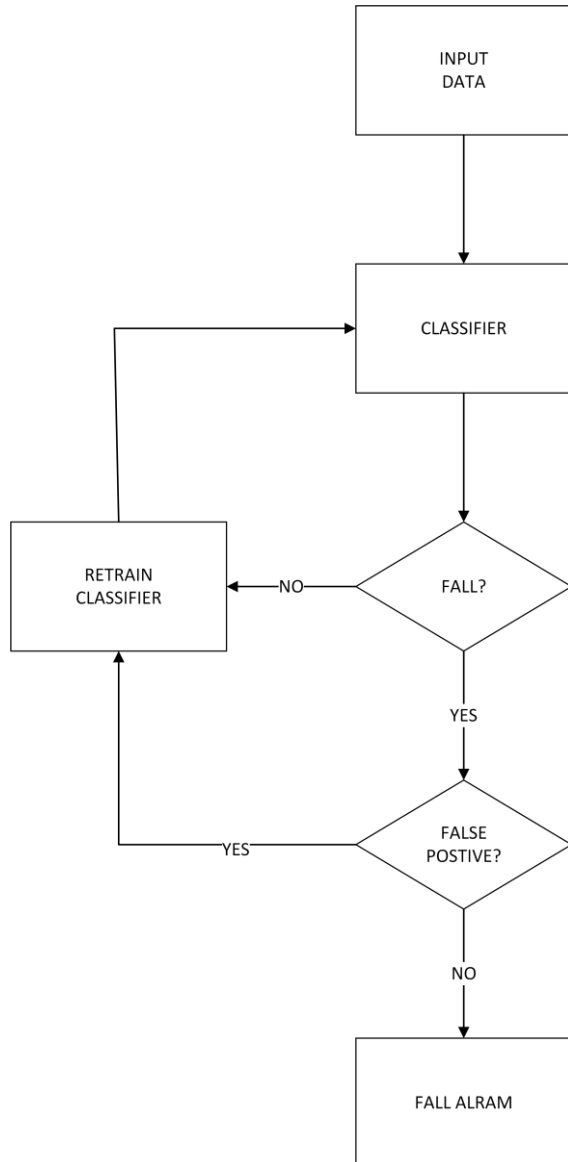 INPUT
DATA
CLASSIFIER
RETRAIN
CLASSIFIER
NO
FALL?
YES
FALSE
POSTIVE?
YES
NO
FALL ALRAM